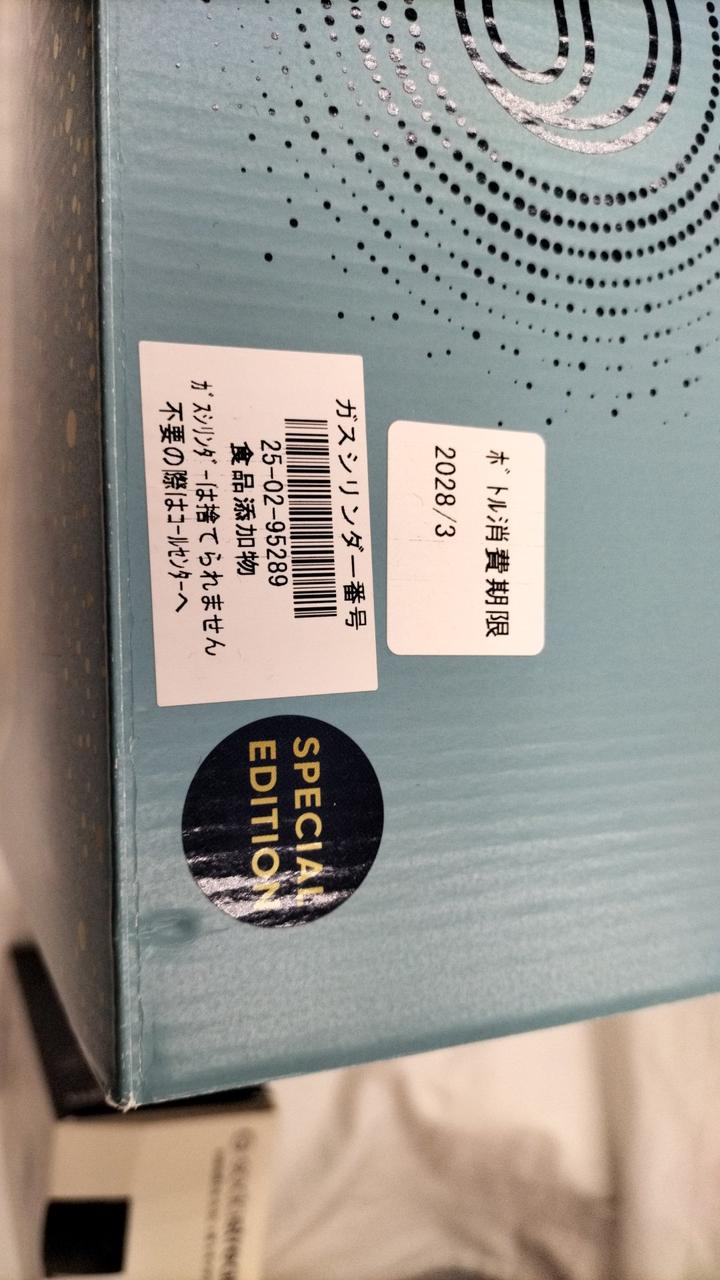 ボトル消費期限
2028/3
ガスシリンダー番号
25-02-95289
食品添加物
ガスシリンダーは捨てられません
不要の際はコールセンターへ
SPECIAL
EDITION